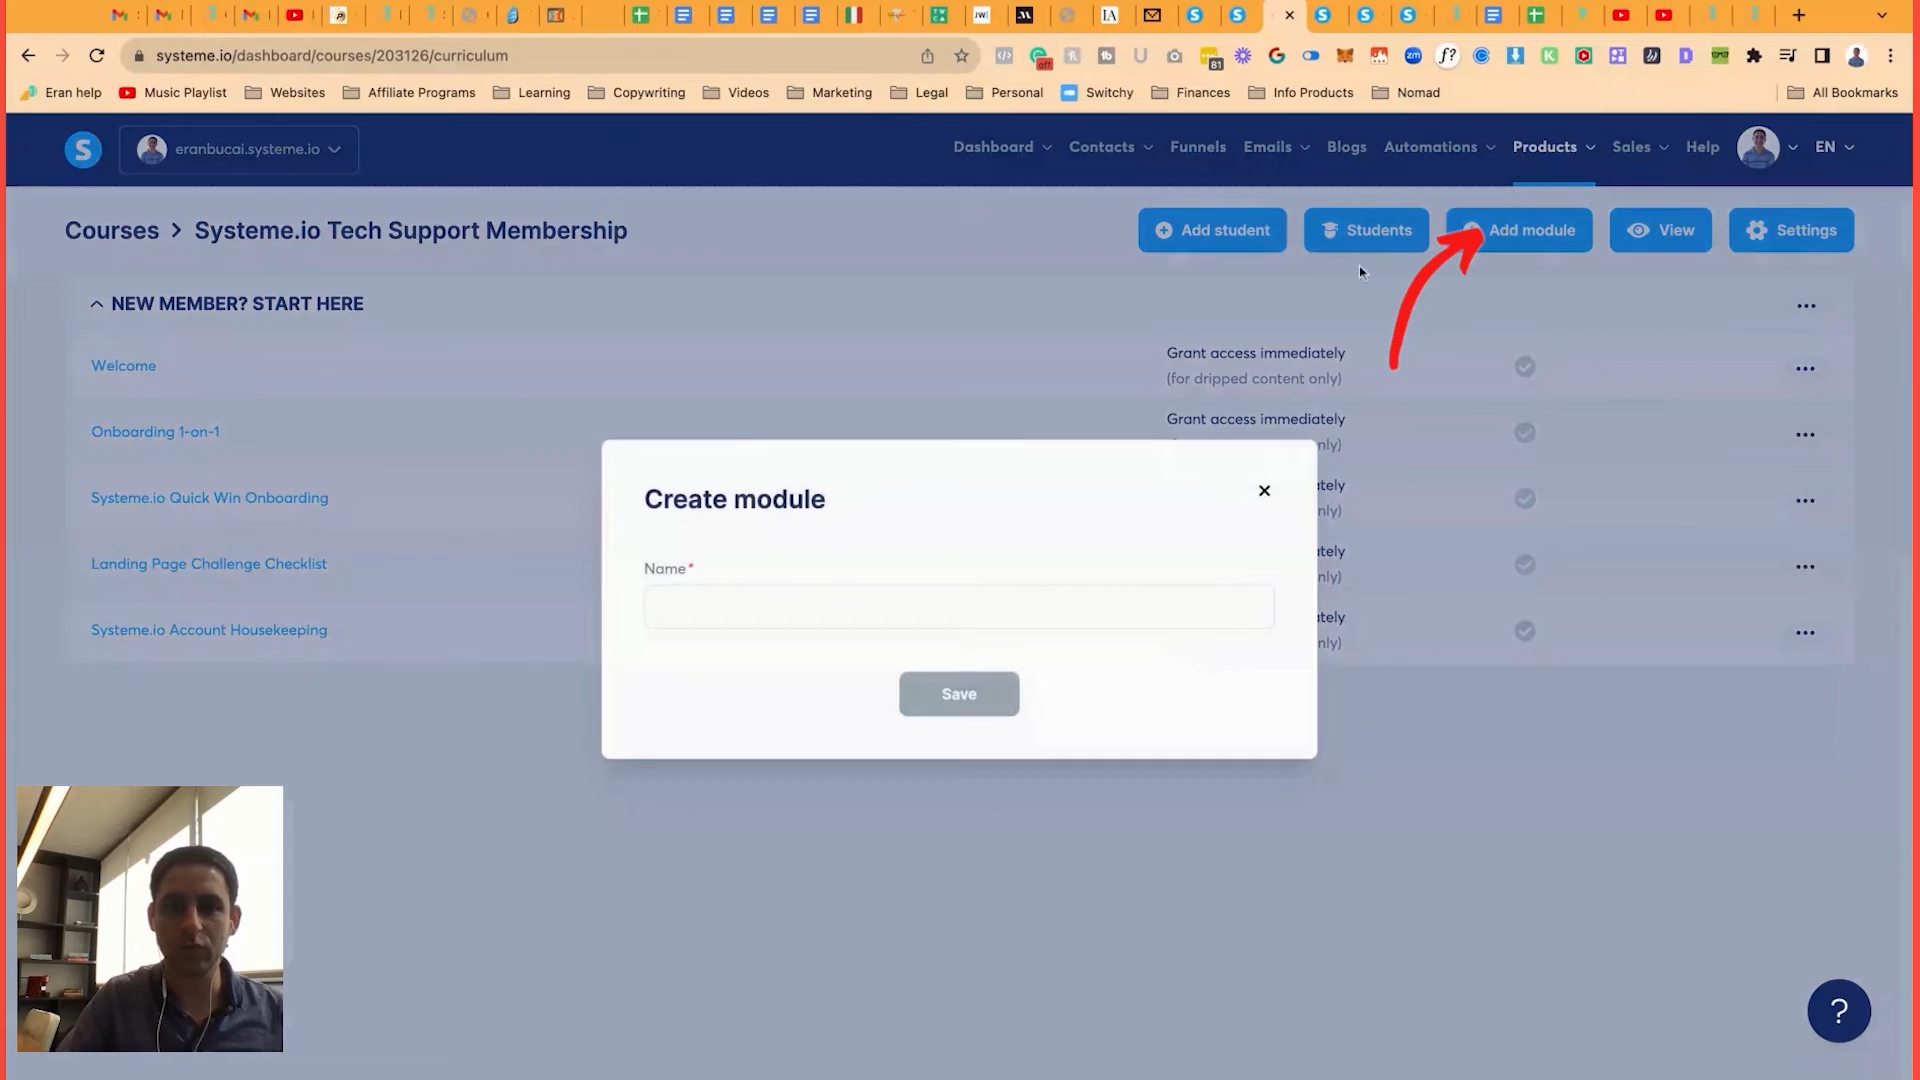 systeme.io/dashboard/courses/203126/curriculum
off
81
f?
Eran help
Music Playlist
Websites
Affiliate Programs
Learning
Copywriting
Videos
Marketing
Legal
Personal
Switchy
Finances
Info Products
Nomad
All Bookmarks
S
eranbucai.systeme.io
Dashboard
Contacts
Funnels
Emails
Blogs
Automations
Products
Sales
Help
EN
Courses > Systeme.io Tech Support Membership
Add student
Students
Add module
View
Settings
NEW MEMBER? START HERE
Welcome
Grant access immediately
(for dripped content only)
Onboarding 1-on-1
Grant access immediately
nly)
Systeme.io Quick Win Onboarding
tely
nly)
Landing Page Challenge Checklist
tely
nly)
Systeme.io Account Housekeeping
tely
nly)
Create module
Name*
Save
?